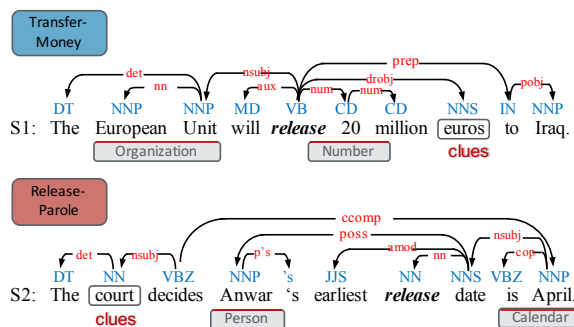 Transfer-
Money
prep
det nsubj drobj
nn aux num num pobj
DT NNP NNP MD VB CD CD NNS IN NNP
S1: The European Unit will release 20 million euros to Iraq.
Organization Number
clues
Release-
Parole
ccomp
poss
det nsubj p's amod nsubj
nn cop
DT NN VBZ NNP 's JJS NN NNS VBZ NNP
S2: The court decides Anwar 's earliest release date is April.
clues Person Calendar